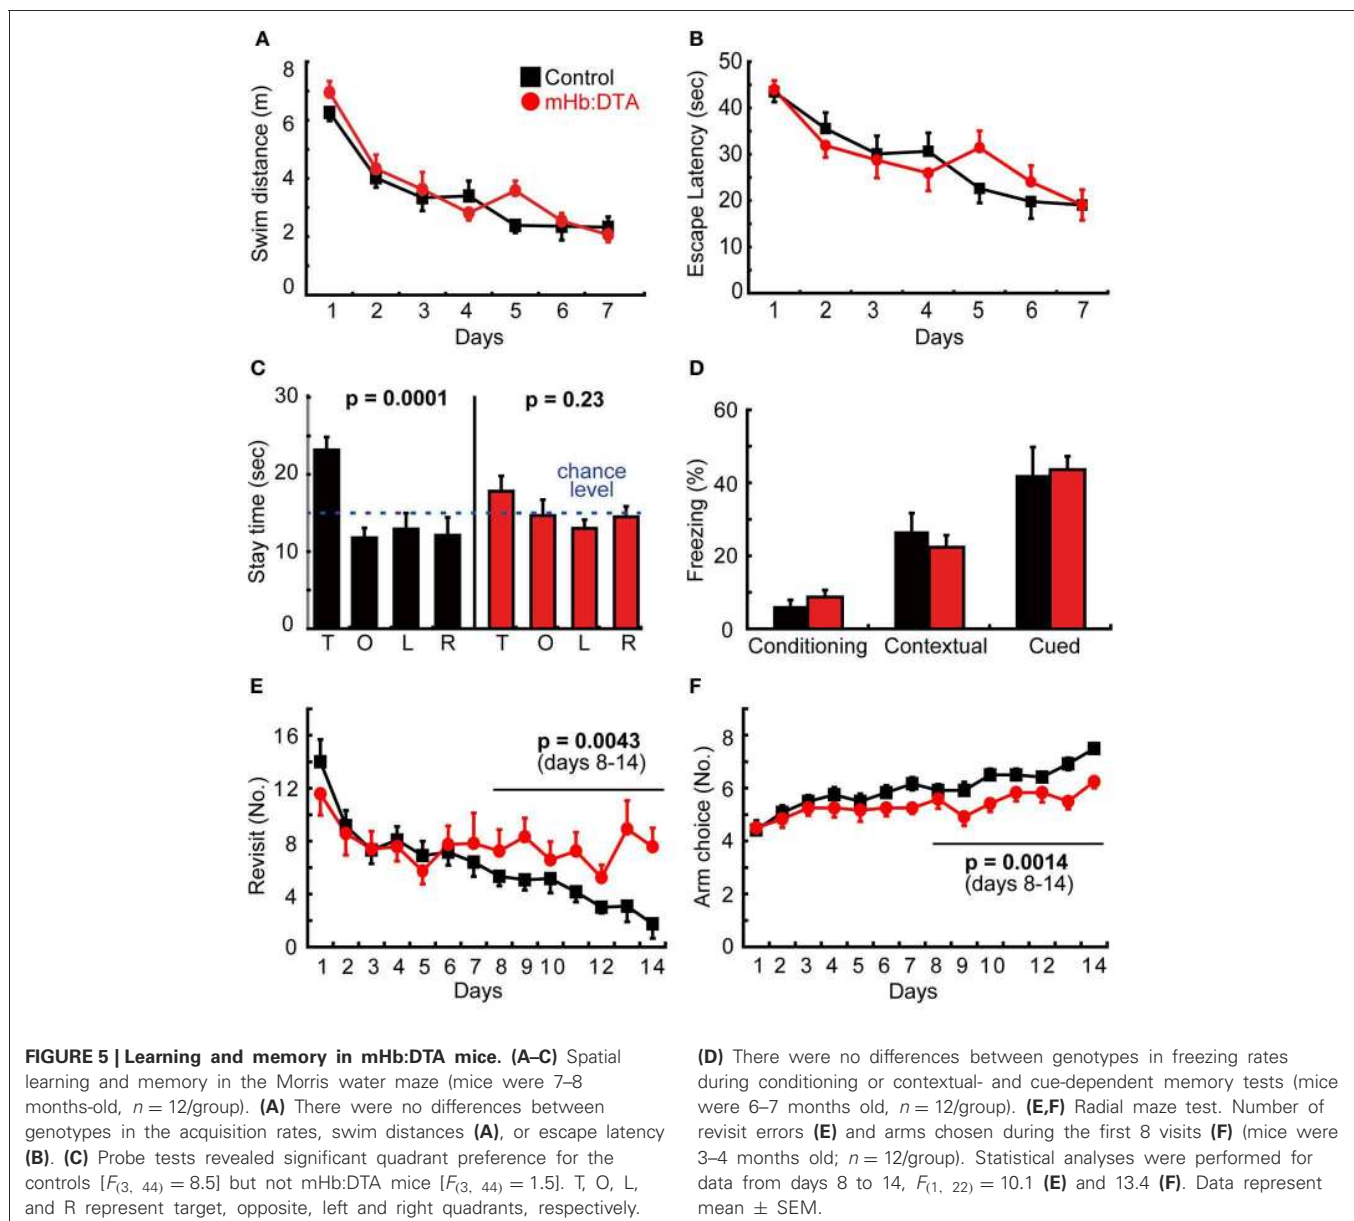 A
8
6
4
2
0
Swim distance (m)
Control
mHb:DTA
1 2 3 4 5 6 7
Days
B
50
40
30
20
10
0
Escape Latency (sec)
1 2 3 4 5 6 7
Days
C
30
20
10
0
Stay time (sec)
p = 0.0001
p = 0.23
chance
level
T O L R T O L R
D
60
40
20
0
Freezing (%)
Conditioning Contextual Cued
E
16
12
8
4
0
Revisit (No.)
p = 0.0043
(days 8-14)
1 2 3 4 5 6 7 8 9 10 12 14
Days
F
8
6
4
2
0
Arm choice (No.)
p = 0.0014
(days 8-14)
1 2 3 4 5 6 7 8 9 10 12 14
Days
FIGURE 5 | Learning and memory in mHb:DTA mice. (A–C) Spatial
learning and memory in the Morris water maze (mice were 7–8
months-old, n = 12/group). (A) There were no differences between
genotypes in the acquisition rates, swim distances (A), or escape latency
(B). (C) Probe tests revealed significant quadrant preference for the
controls [F(3, 44) = 8.5] but not mHb:DTA mice [F(3, 44) = 1.5]. T, O, L,
and R represent target, opposite, left and right quadrants, respectively.
(D) There were no differences between genotypes in freezing rates
during conditioning or contextual- and cue-dependent memory tests (mice
were 6–7 months old, n = 12/group). (E,F) Radial maze test. Number of
revisit errors (E) and arms chosen during the first 8 visits (F) (mice were
3–4 months old; n = 12/group). Statistical analyses were performed for
data from days 8 to 14, F(1, 22) = 10.1 (E) and 13.4 (F). Data represent
mean ± SEM.